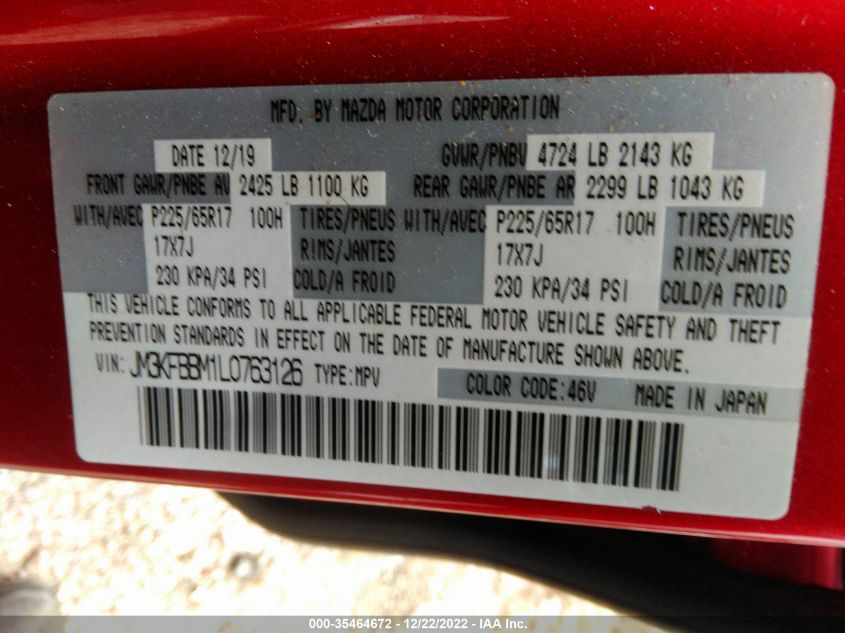 MFD. BY MAZDA MOTOR CORPORATION
DATE 12/19 GVWR/PNBV 4724 LB 2143 KG
FRONT GAWR/PNBE AV 2425 LB 1100 KG REAR GAWR/PNBE AR 2299 LB 1043 KG
WITH/AVEC P225/65R17 100H TIRES/PNEUS WITH/AVEC P225/65R17 100H TIRES/PNEUS
17X7J RIMS/JANTES 17X7J RIMS/JANTES
230 KPA/34 PSI COLD/A FROID 230 KPA/34 PSI COLD/A FROID
THIS VEHICLE CONFORMS TO ALL APPLICABLE FEDERAL MOTOR VEHICLE SAFETY AND THEFT
PREVENTION STANDARDS IN EFFECT ON THE DATE OF MANUFACTURE SHOWN ABOVE.
VIN: JM3KFBBM1L0763126 TYPE:MPV COLOR CODE:46V MADE IN JAPAN
000-35464672 - 12/22/2022 - IAA Inc.